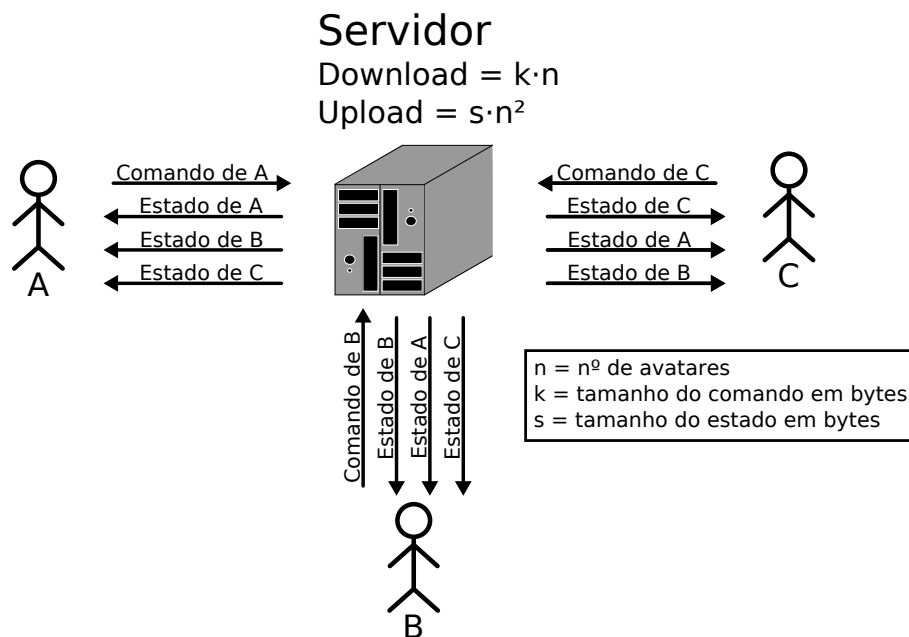 Servidor
Download = k·n
Upload = s·n²
Comando de A
Estado de A
Estado de B
Estado de C
A
Comando de C
Estado de C
Estado de A
Estado de B
C
Comando de B
Estado de B
Estado de A
Estado de C
B
n = nº de avatares
k = tamanho do comando em bytes
s = tamanho do estado em bytes